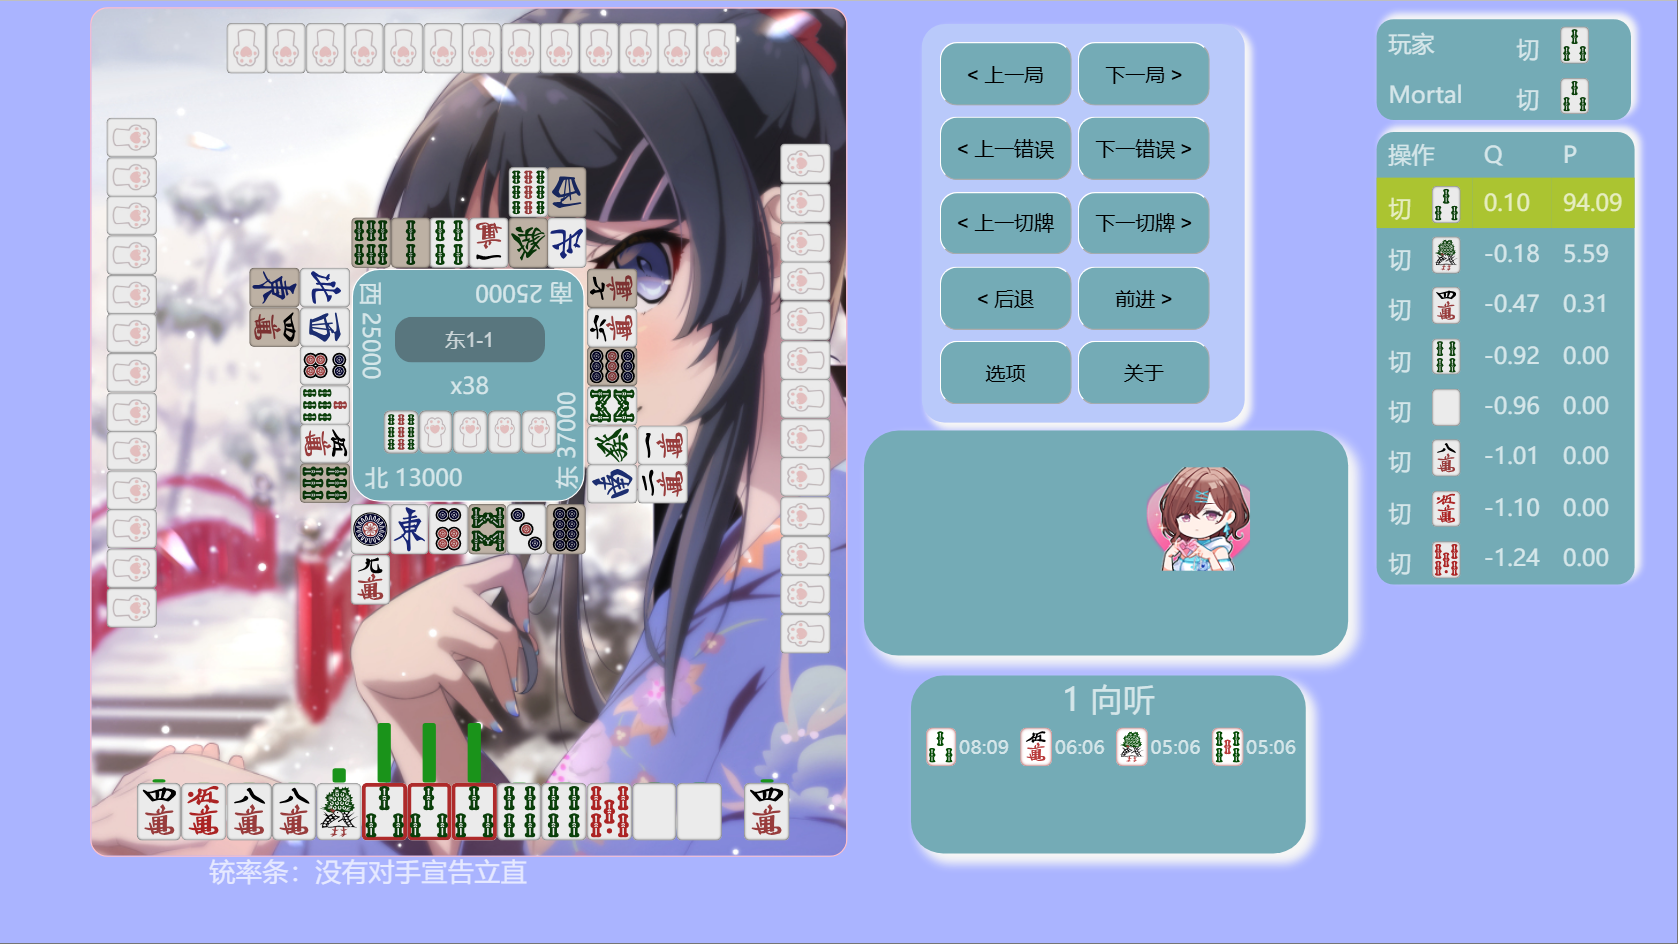 < 上一局
下一局 >
< 上一错误
下一错误 >
< 上一切牌
下一切牌 >
< 后退
前进 >
选项
关于
玩家 切
Mortal 切
操作 Q P
切 0.10 94.09
切 -0.18 5.59
切 -0.47 0.31
切 -0.92 0.00
切 -0.96 0.00
切 -1.01 0.00
切 -1.10 0.00
切 -1.24 0.00
南 25000
西 25000
东1-1
x38
东 37000
北 13000
1 向听
08:09 06:06 05:06 05:06
铳率条：没有对手宣告立直